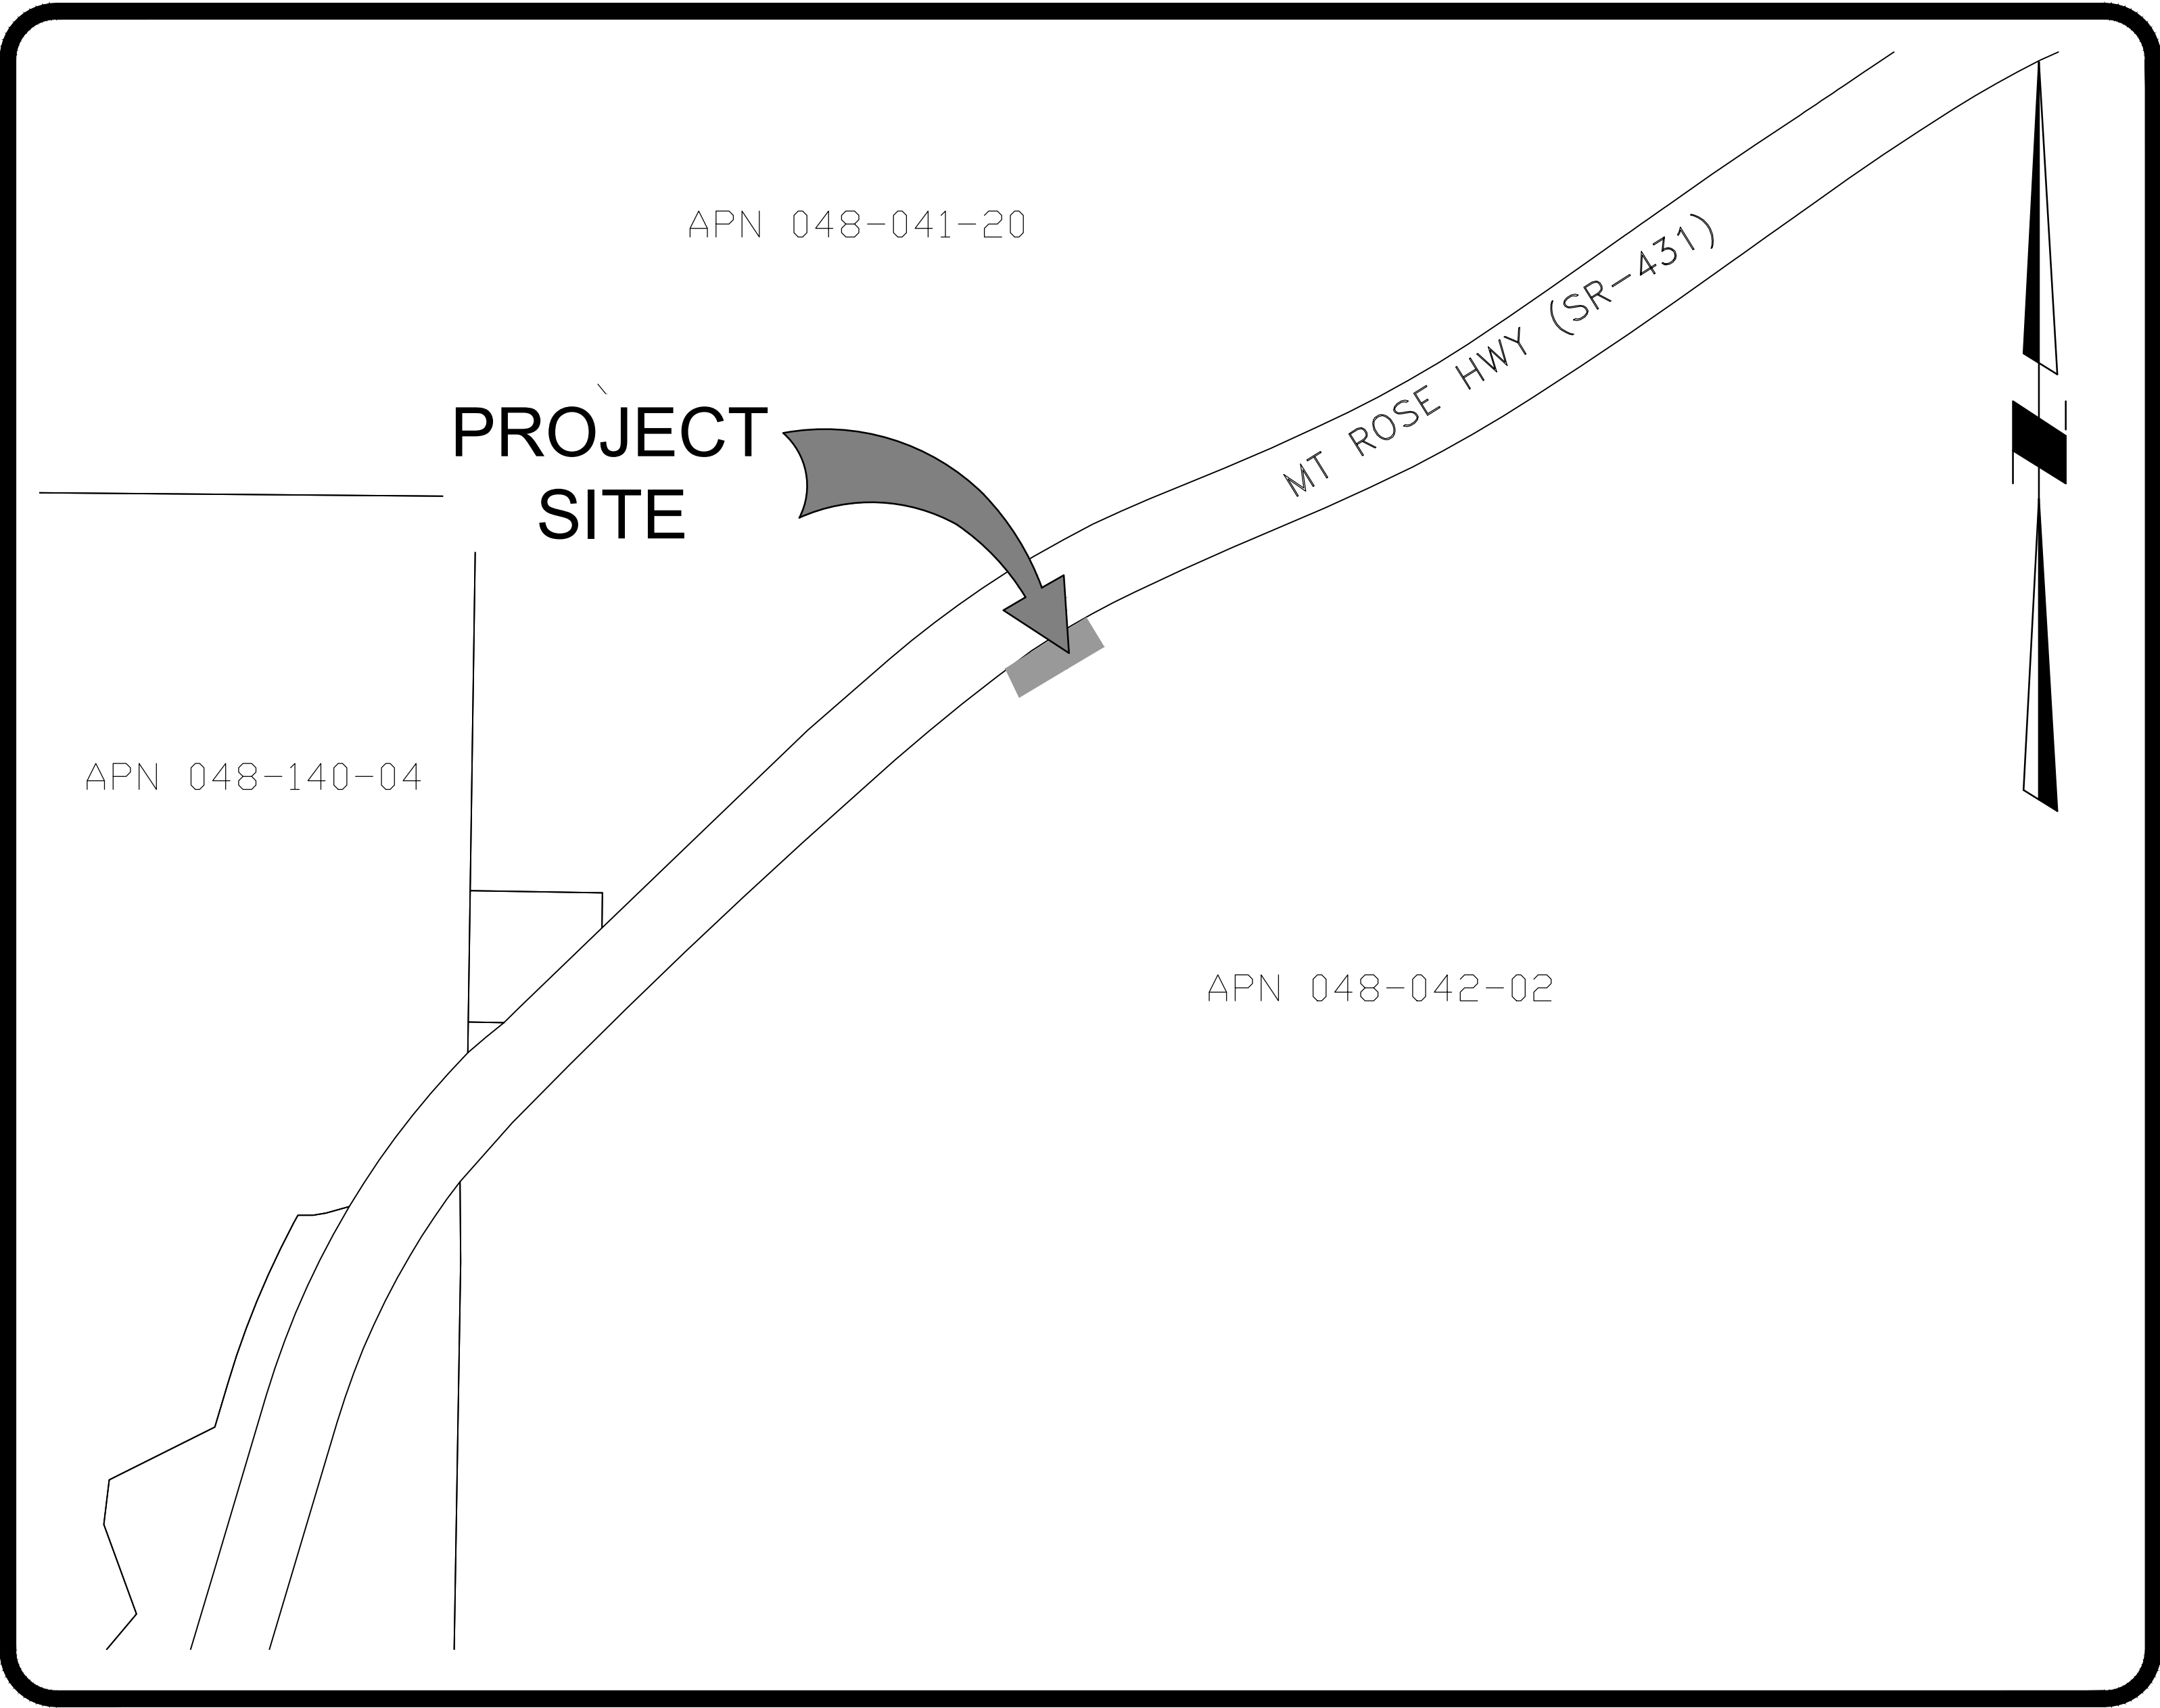 APN 048-041-20
MT ROSE HWY (SR-431)
PROJECT
SITE
APN 048-140-04
APN 048-042-02